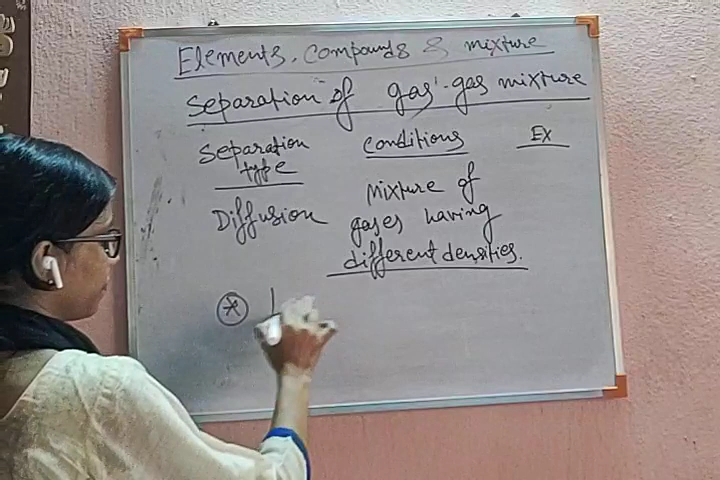 Elements, Compounds & mixture
Separation of gas-gas mixture
Separation type
Conditions
Ex
Diffusion
Mixture of
gases having
different densities.